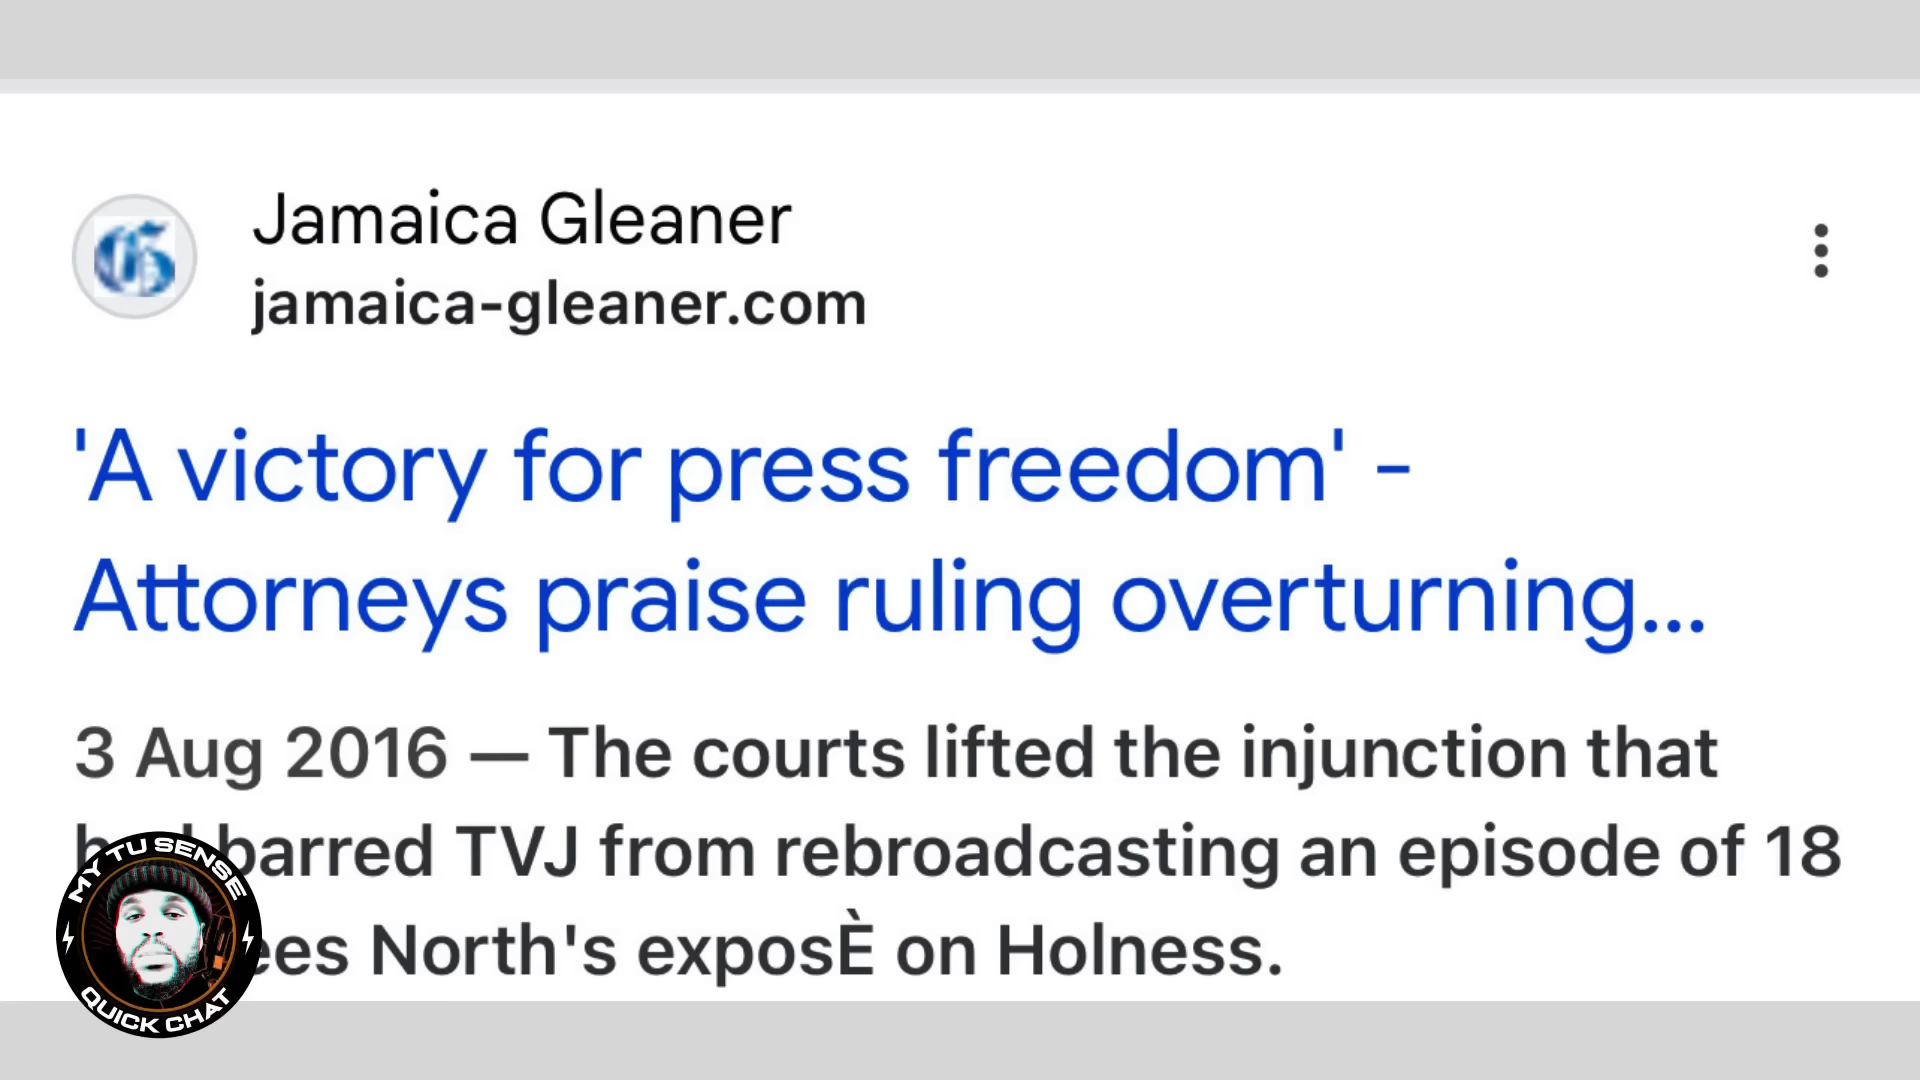 Jamaica Gleaner
jamaica-gleaner.com
'A victory for press freedom' -
Attorneys praise ruling overturning...
3 Aug 2016 — The courts lifted the injunction that
barred TVJ from rebroadcasting an episode of 18
North's exposÈ on Holness.
MY TU SENSE
QUICK CHAT